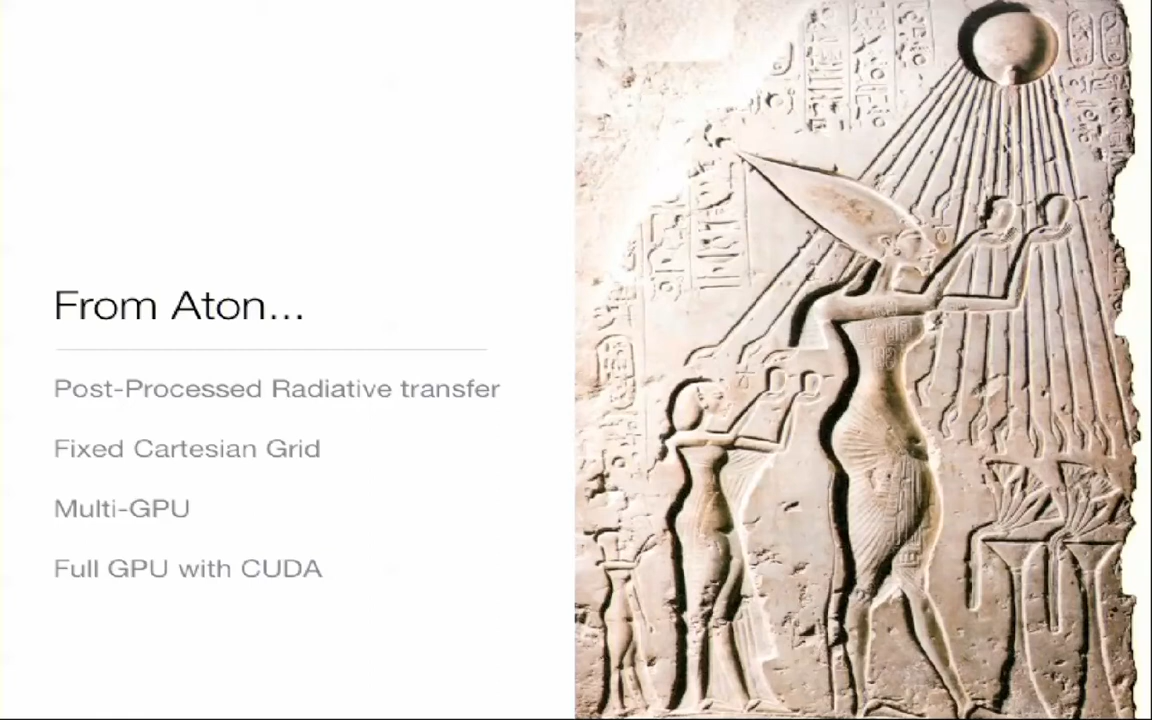 From Aton...
Post-Processed Radiative transfer
Fixed Cartesian Grid
Multi-GPU
Full GPU with CUDA